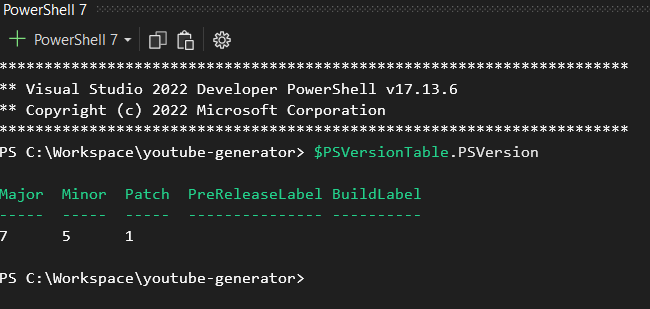 PowerShell 7
PowerShell 7
***********************************************************************
** Visual Studio 2022 Developer PowerShell v17.13.6
** Copyright (c) 2022 Microsoft Corporation
***********************************************************************
PS C:\Workspace\youtube-generator> $PSVersionTable.PSVersion
Major  Minor  Patch  PreReleaseLabel BuildLabel
-----  -----  -----  --------------- ----------
7      5      1
PS C:\Workspace\youtube-generator>